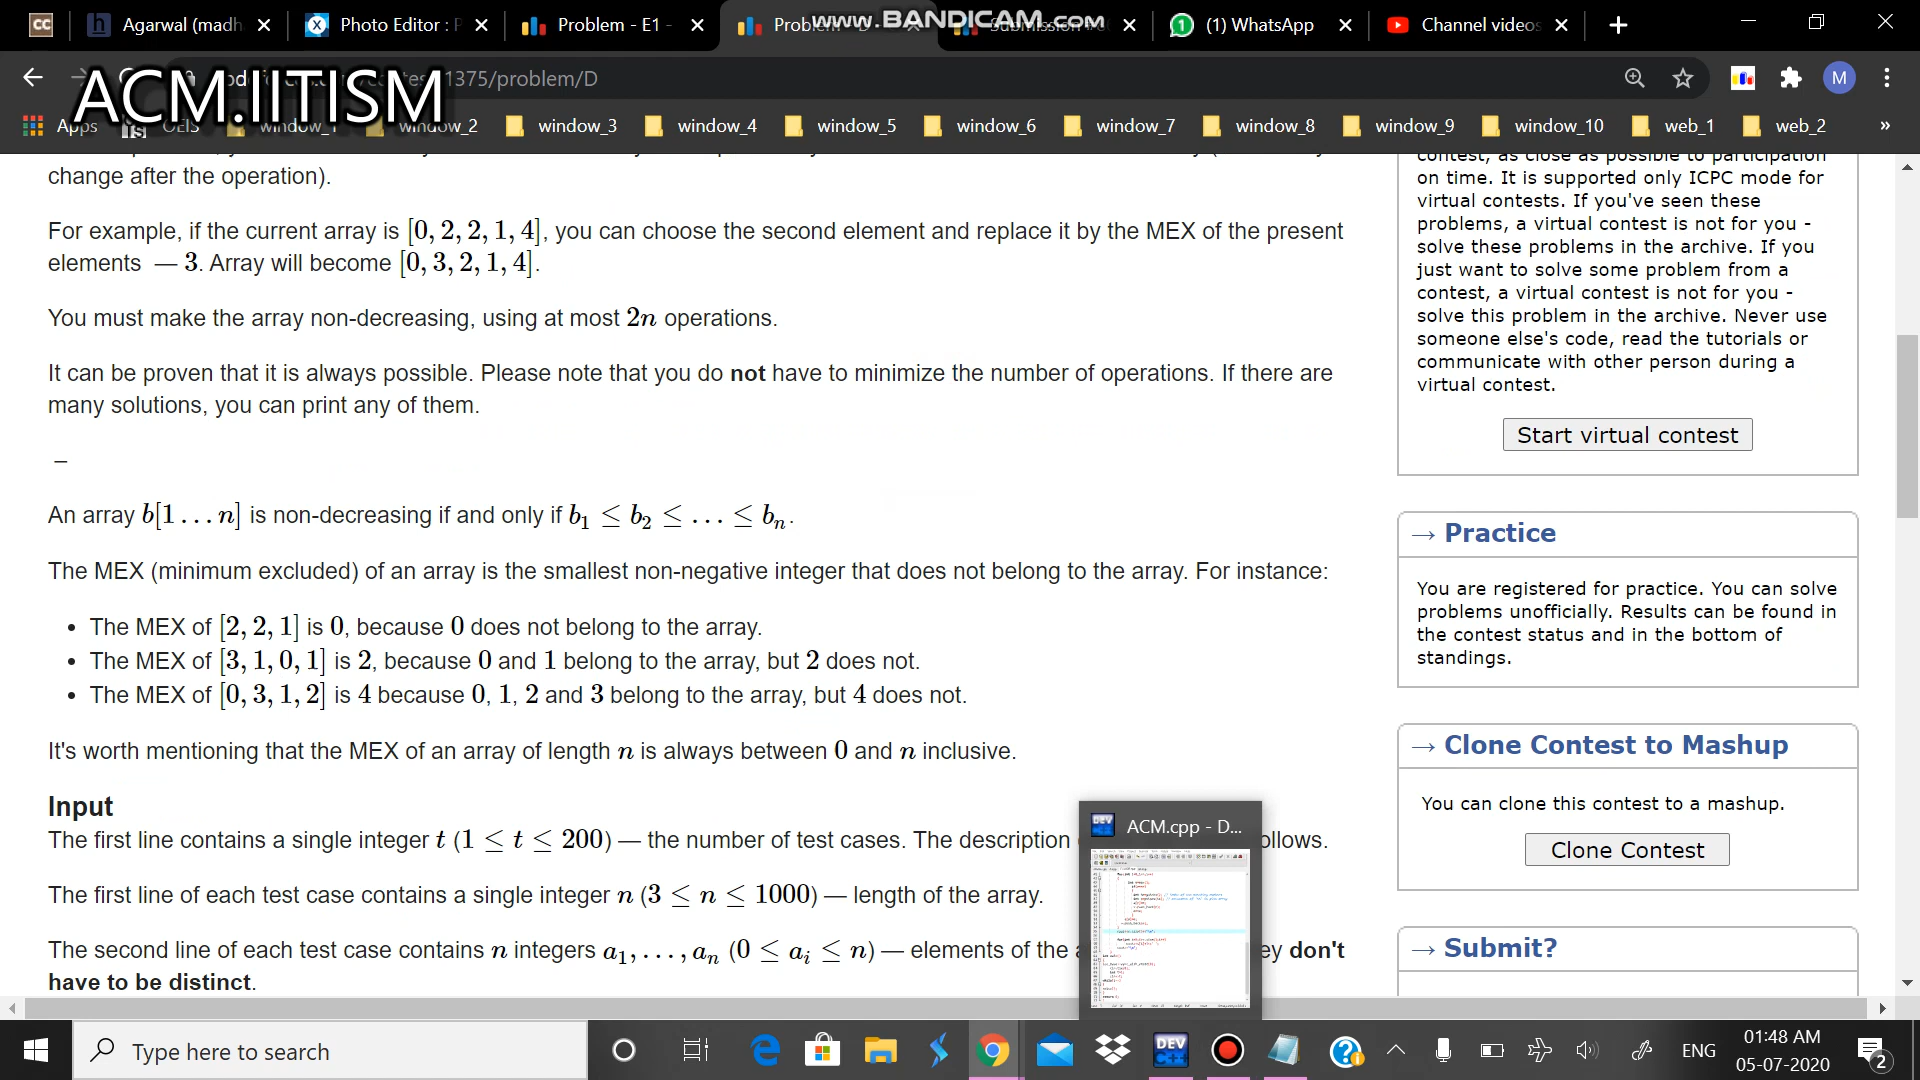 Agarwal (madh
Photo Editor : P
Problem - E1 -
www.BANDICAM.com
(1) WhatsApp
Channel videos
1375/problem/D
ACM.IITISM
M
Apps
OEIS
window_2
window_3
window_4
window_5
window_6
window_7
window_8
window_9
window_10
web_1
web_2
»
change after the operation).
For example, if the current array is [0, 2, 2, 1, 4], you can choose the second element and replace it by the MEX of the present
elements — 3. Array will become [0, 3, 2, 1, 4].
You must make the array non-decreasing, using at most 2n operations.
It can be proven that it is always possible. Please note that you do not have to minimize the number of operations. If there are
many solutions, you can print any of them.
–
An array b[1…n] is non-decreasing if and only if b₁ ≤ b₂ ≤ … ≤ bₙ.
The MEX (minimum excluded) of an array is the smallest non-negative integer that does not belong to the array. For instance:
• The MEX of [2, 2, 1] is 0, because 0 does not belong to the array.
• The MEX of [3, 1, 0, 1] is 2, because 0 and 1 belong to the array, but 2 does not.
• The MEX of [0, 3, 1, 2] is 4 because 0, 1, 2 and 3 belong to the array, but 4 does not.
It's worth mentioning that the MEX of an array of length n is always between 0 and n inclusive.
Input
The first line contains a single integer t (1 ≤ t ≤ 200) — the number of test cases. The description ollows.
The first line of each test case contains a single integer n (3 ≤ n ≤ 1000) — length of the array.
The second line of each test case contains n integers a₁, …, aₙ (0 ≤ aᵢ ≤ n) — elements of the a ey don't
have to be distinct.
contest, as close as possible to participation
on time. It is supported only ICPC mode for
virtual contests. If you've seen these
problems, a virtual contest is not for you -
solve these problems in the archive. If you
just want to solve some problem from a
contest, a virtual contest is not for you -
solve this problem in the archive. Never use
someone else's code, read the tutorials or
communicate with other person during a
virtual contest.
Start virtual contest
→ Practice
You are registered for practice. You can solve
problems unofficially. Results can be found in
the contest status and in the bottom of
standings.
→ Clone Contest to Mashup
You can clone this contest to a mashup.
Clone Contest
→ Submit?
ACM.cpp - D...
Type here to search
DEV
ENG
01:48 AM
05-07-2020
2